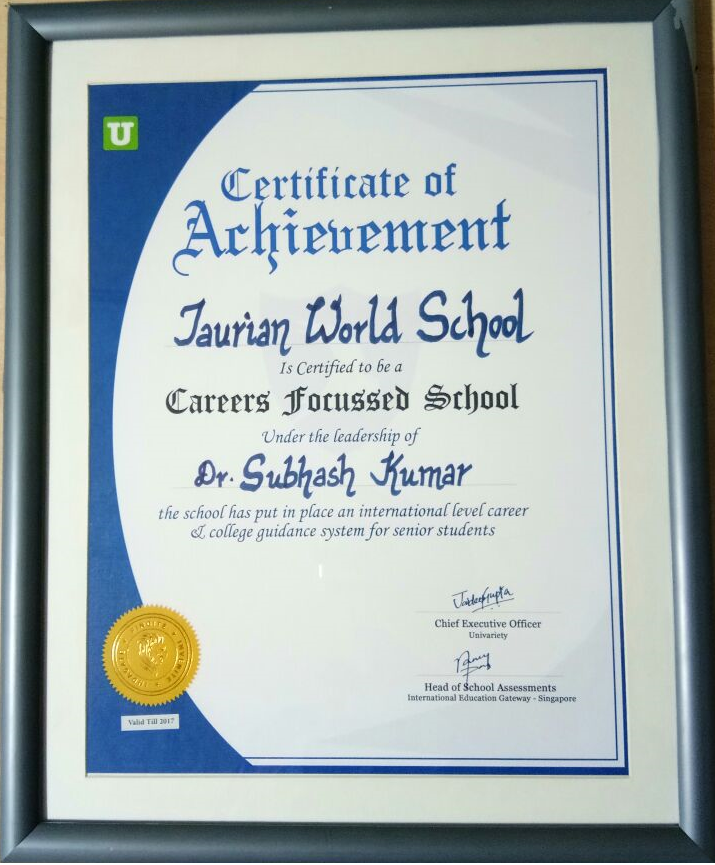 U
Certificate of
Achievement
Taurian World School
Is Certified to be a
Careers Focussed School
Under the leadership of
Dr. Subhash Kumar
the school has put in place an international level career
& college guidance system for senior students
Chief Executive Officer
Univariety
Head of School Assessments
International Education Gateway - Singapore
Valid Till 2017